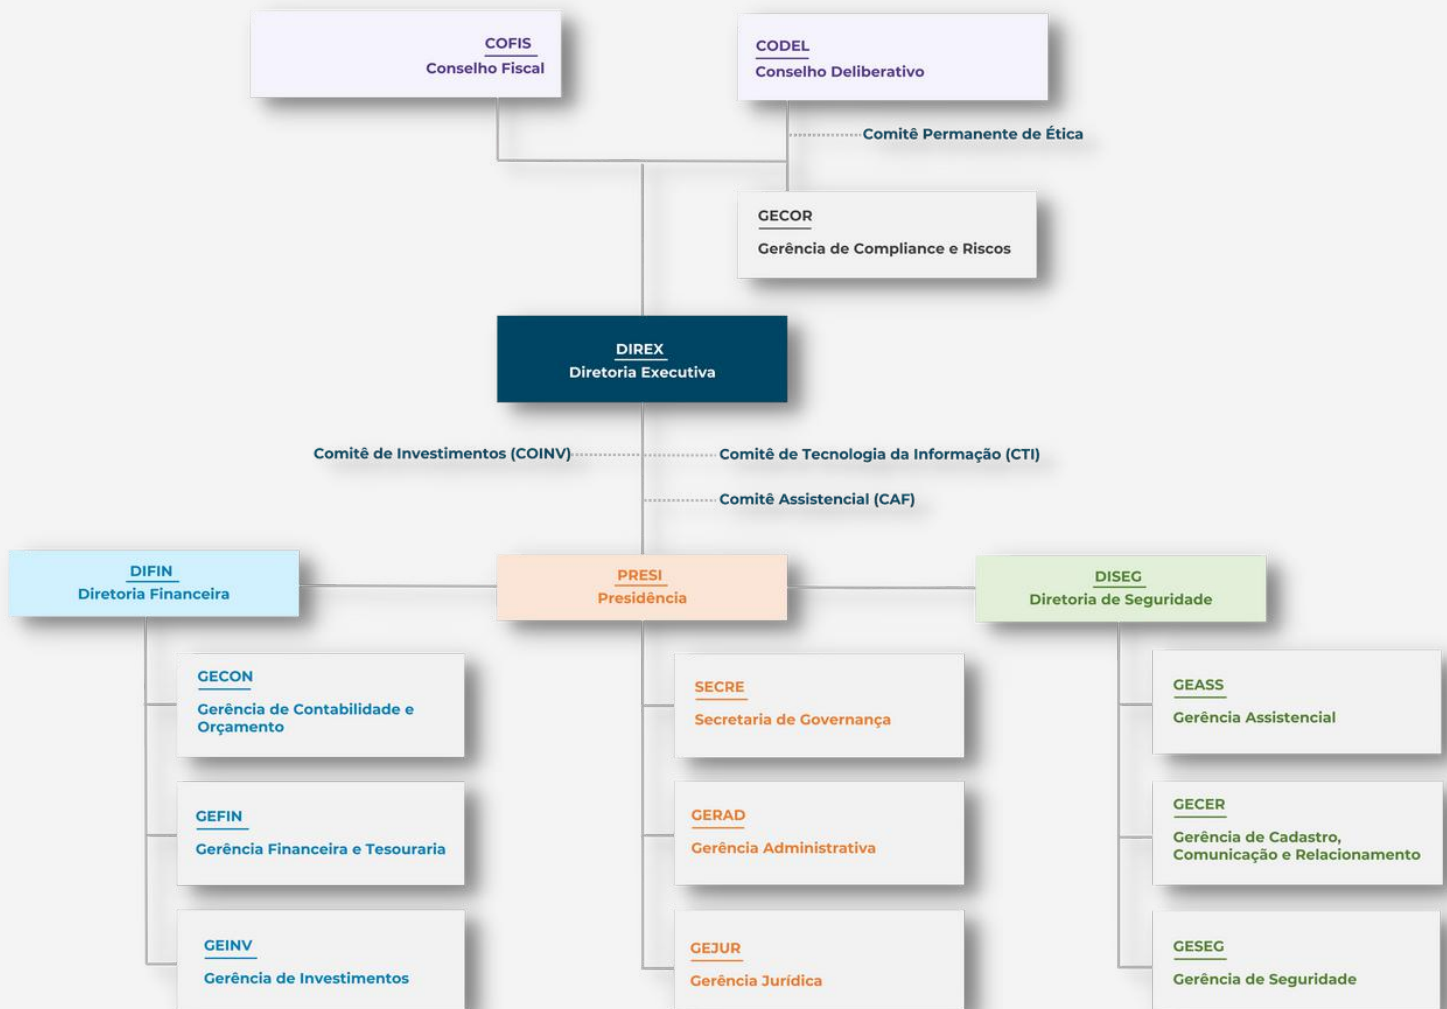 COFIS
Conselho Fiscal
CODEL
Conselho Deliberativo
Comitê Permanente de Ética
GECOR
Gerência de Compliance e Riscos
DIREX
Diretoria Executiva
Comitê de Investimentos (COINV)
Comitê de Tecnologia da Informação (CTI)
Comitê Assistencial (CAF)
DIFIN
Diretoria Financeira
PRESI
Presidência
DISEG
Diretoria de Seguridade
GECON
Gerência de Contabilidade e
Orçamento
GEFIN
Gerência Financeira e Tesouraria
GEINV
Gerência de Investimentos
SECRE
Secretaria de Governança
GERAD
Gerência Administrativa
GEJUR
Gerência Jurídica
GEASS
Gerência Assistencial
GECER
Gerência de Cadastro,
Comunicação e Relacionamento
GESEG
Gerência de Seguridade